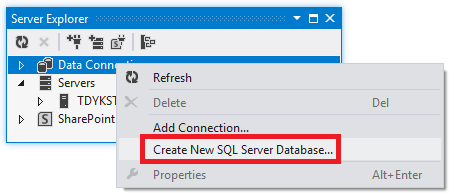 Server Explorer
Data Connection
Refresh
Servers
TDYKST
Delete Del
SharePoint
Add Connection...
Create New SQL Server Database...
Properties Alt+Enter